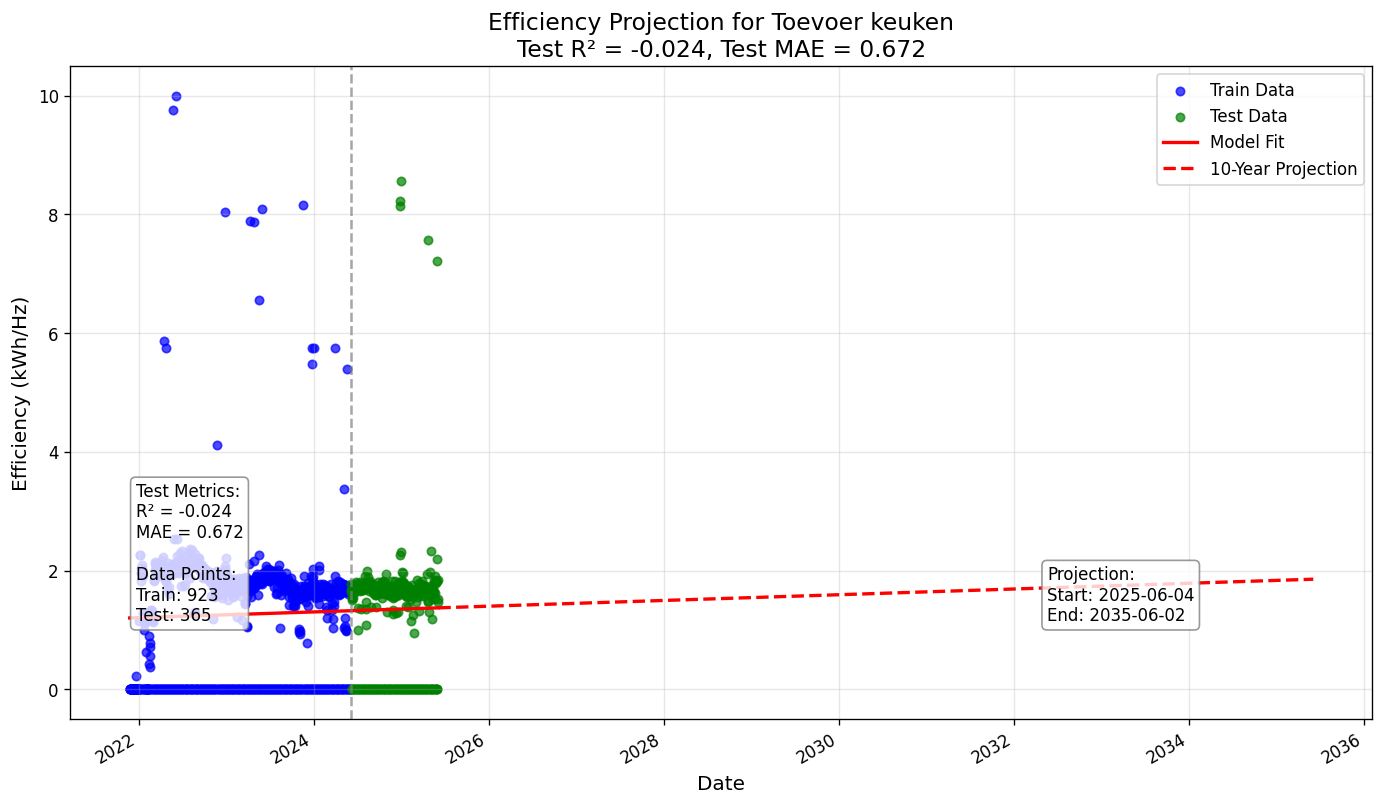 Efficiency Projection for Toevoer keuken
Test R² = -0.024, Test MAE = 0.672
Efficiency (kWh/Hz)
10
8
6
4
2
0
Train Data
Test Data
Model Fit
10-Year Projection
Test Metrics:
R² = -0.024
MAE = 0.672
Data Points:
Train: 923
Test: 365
Projection:
Start: 2025-06-04
End: 2035-06-02
2022
2024
2026
2028
2030
2032
2034
2036
Date